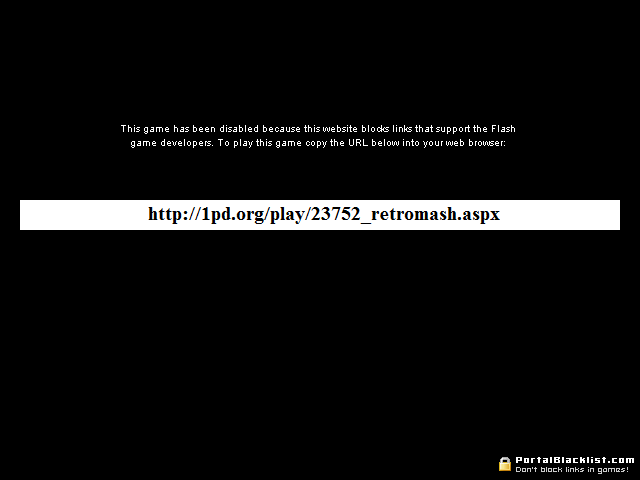 This game has been disabled because this website blocks links that support the Flash
game developers. To play this game copy the URL below into your web browser:
http://1pd.org/play/23752_retromash.aspx
PortalBlacklist.com
Don't block links in games!